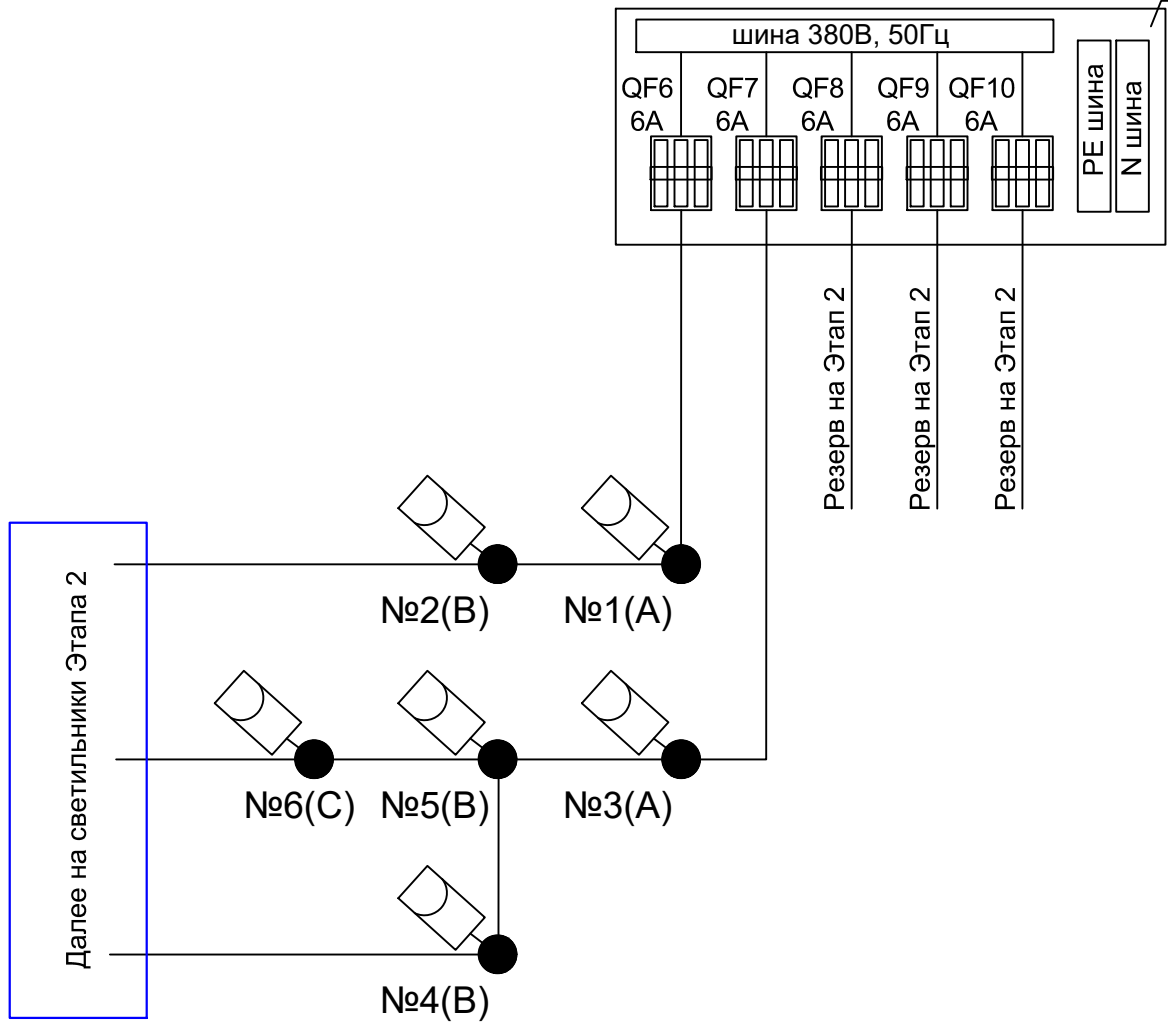 шина 380В, 50Гц
QF6
6А
QF7
6А
QF8
6А
QF9
6А
QF10
6А
PE шина
N шина
Резерв на Этап 2
Резерв на Этап 2
Резерв на Этап 2
№2(В)
№1(А)
Далее на светильники Этапа 2
№6(С)
№5(В)
№3(А)
№4(В)